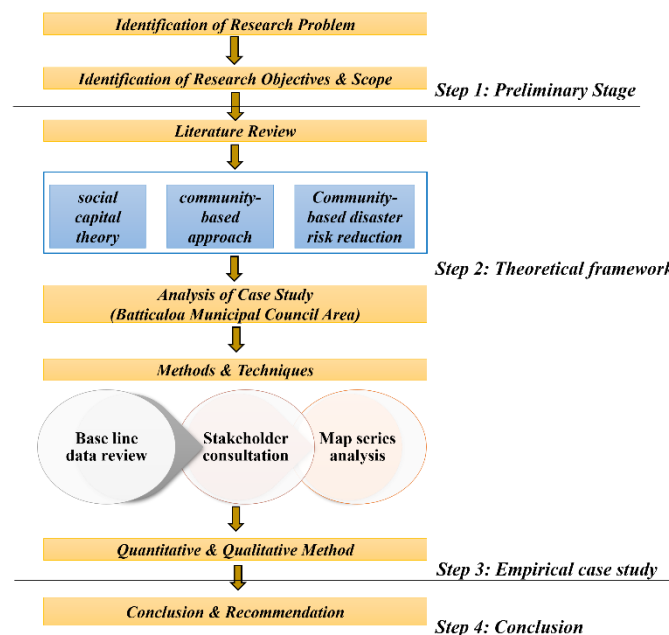 Identification of Research Problem
Identification of Research Objectives & Scope
Step 1: Preliminary Stage
Literature Review
social
capital
theory
community-
based
approach
Community-
based disaster
risk reduction
Step 2: Theoretical framework
Analysis of Case Study
(Batticaloa Municipal Council Area)
Methods & Techniques
Base line
data review
Stakeholder
consultation
Map series
analysis
Quantitative & Qualitative Method
Step 3: Empirical case study
Conclusion & Recommendation
Step 4: Conclusion